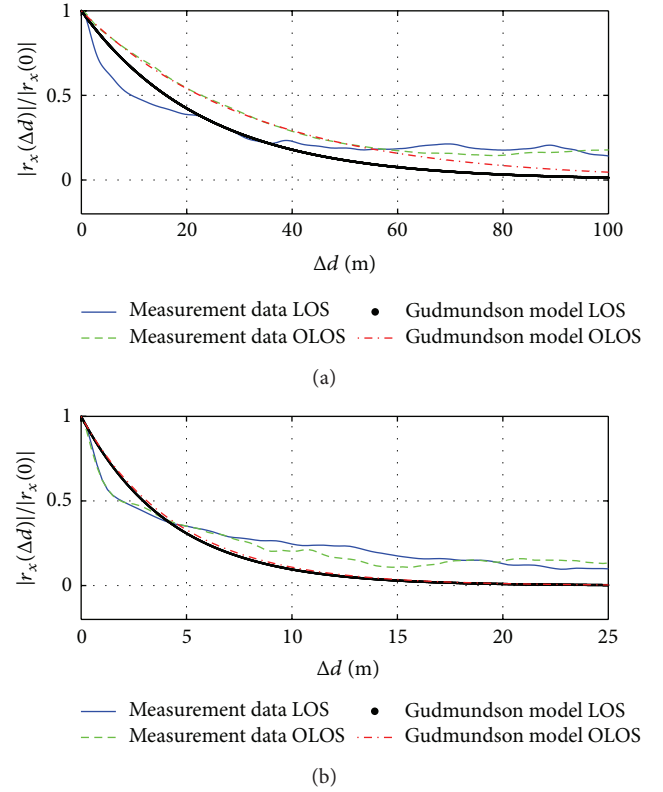 1
0.5
0
|r_x(Δd)|/|r_x(0)|
0 20 40 60 80 100
Δd (m)
Measurement data LOS Gudmundson model LOS
Measurement data OLOS Gudmundson model OLOS
(a)
1
0.5
0
|r_x(Δd)|/|r_x(0)|
0 5 10 15 20 25
Δd (m)
Measurement data LOS Gudmundson model LOS
Measurement data OLOS Gudmundson model OLOS
(b)